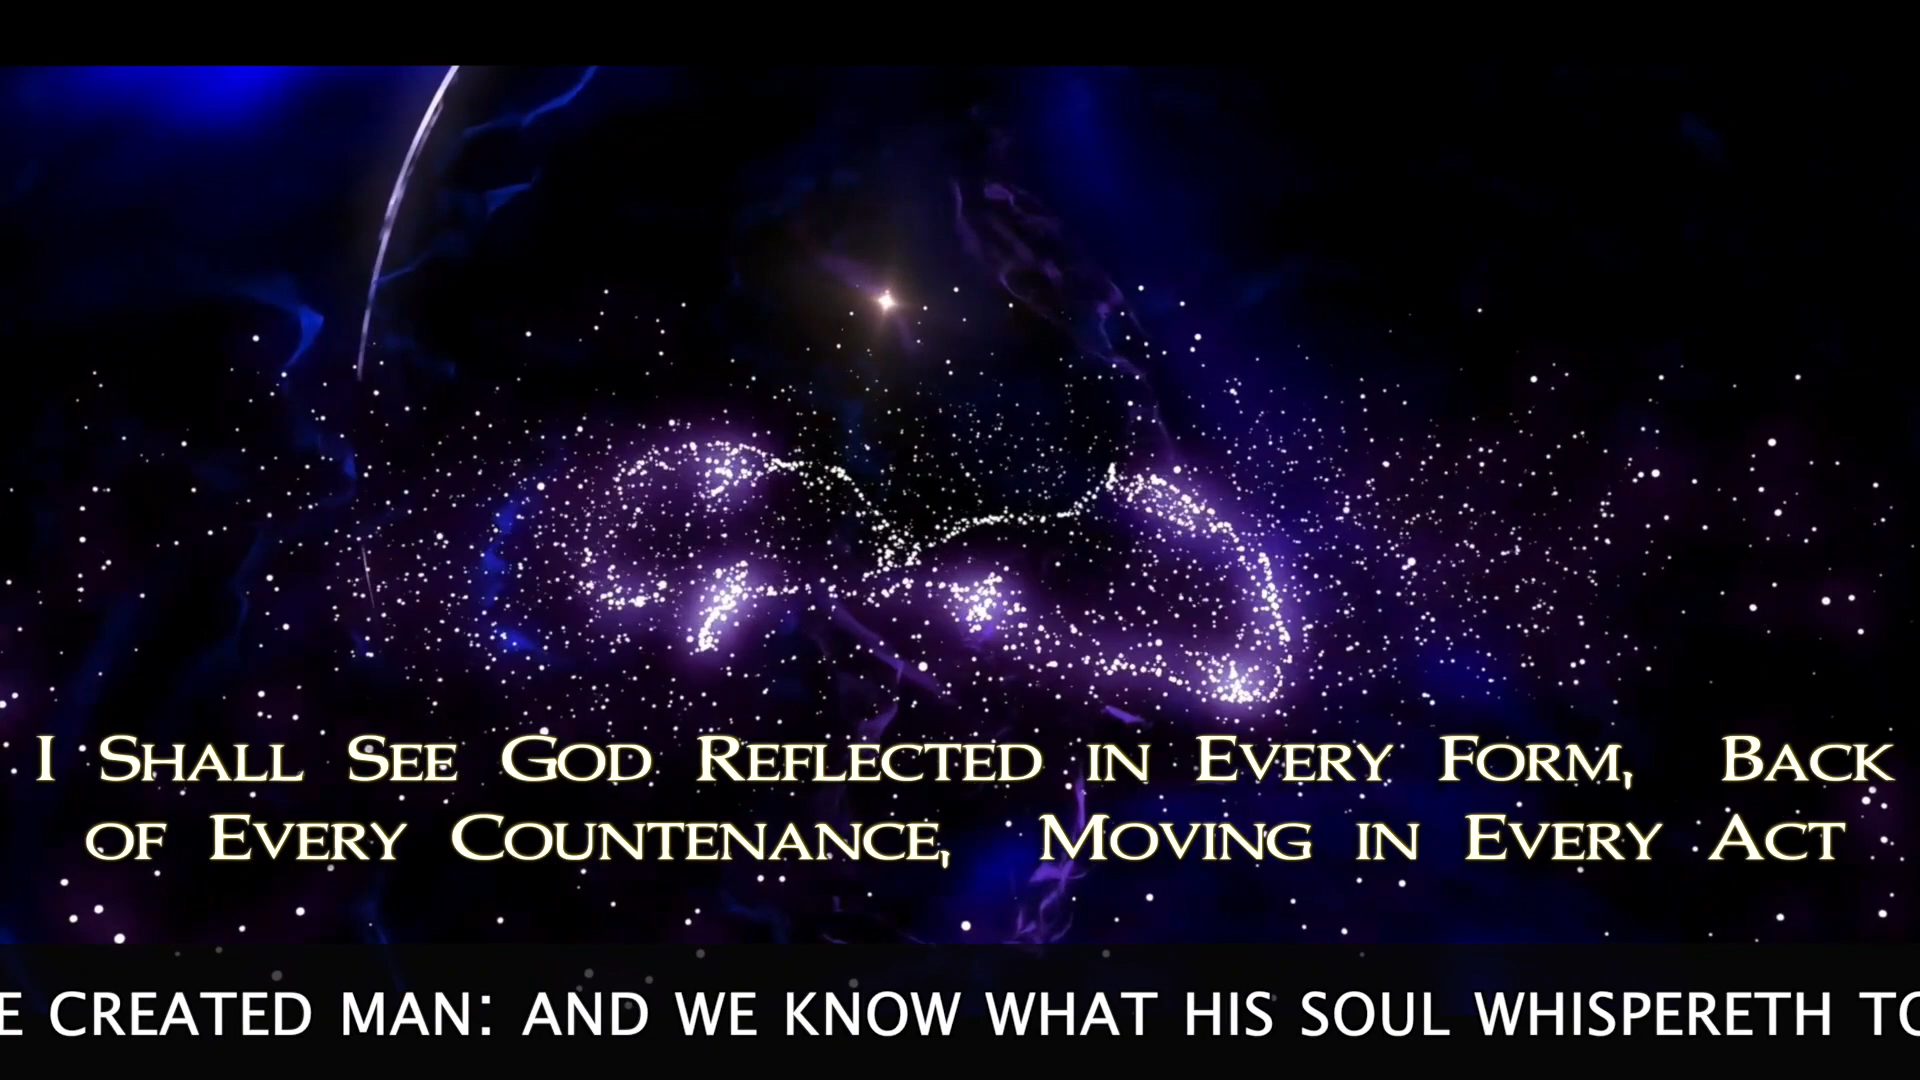 I Shall See God Reflected in Every Form, Back
of Every Countenance, Moving in Every Act
CREATED MAN: AND WE KNOW WHAT HIS SOUL WHISPERETH